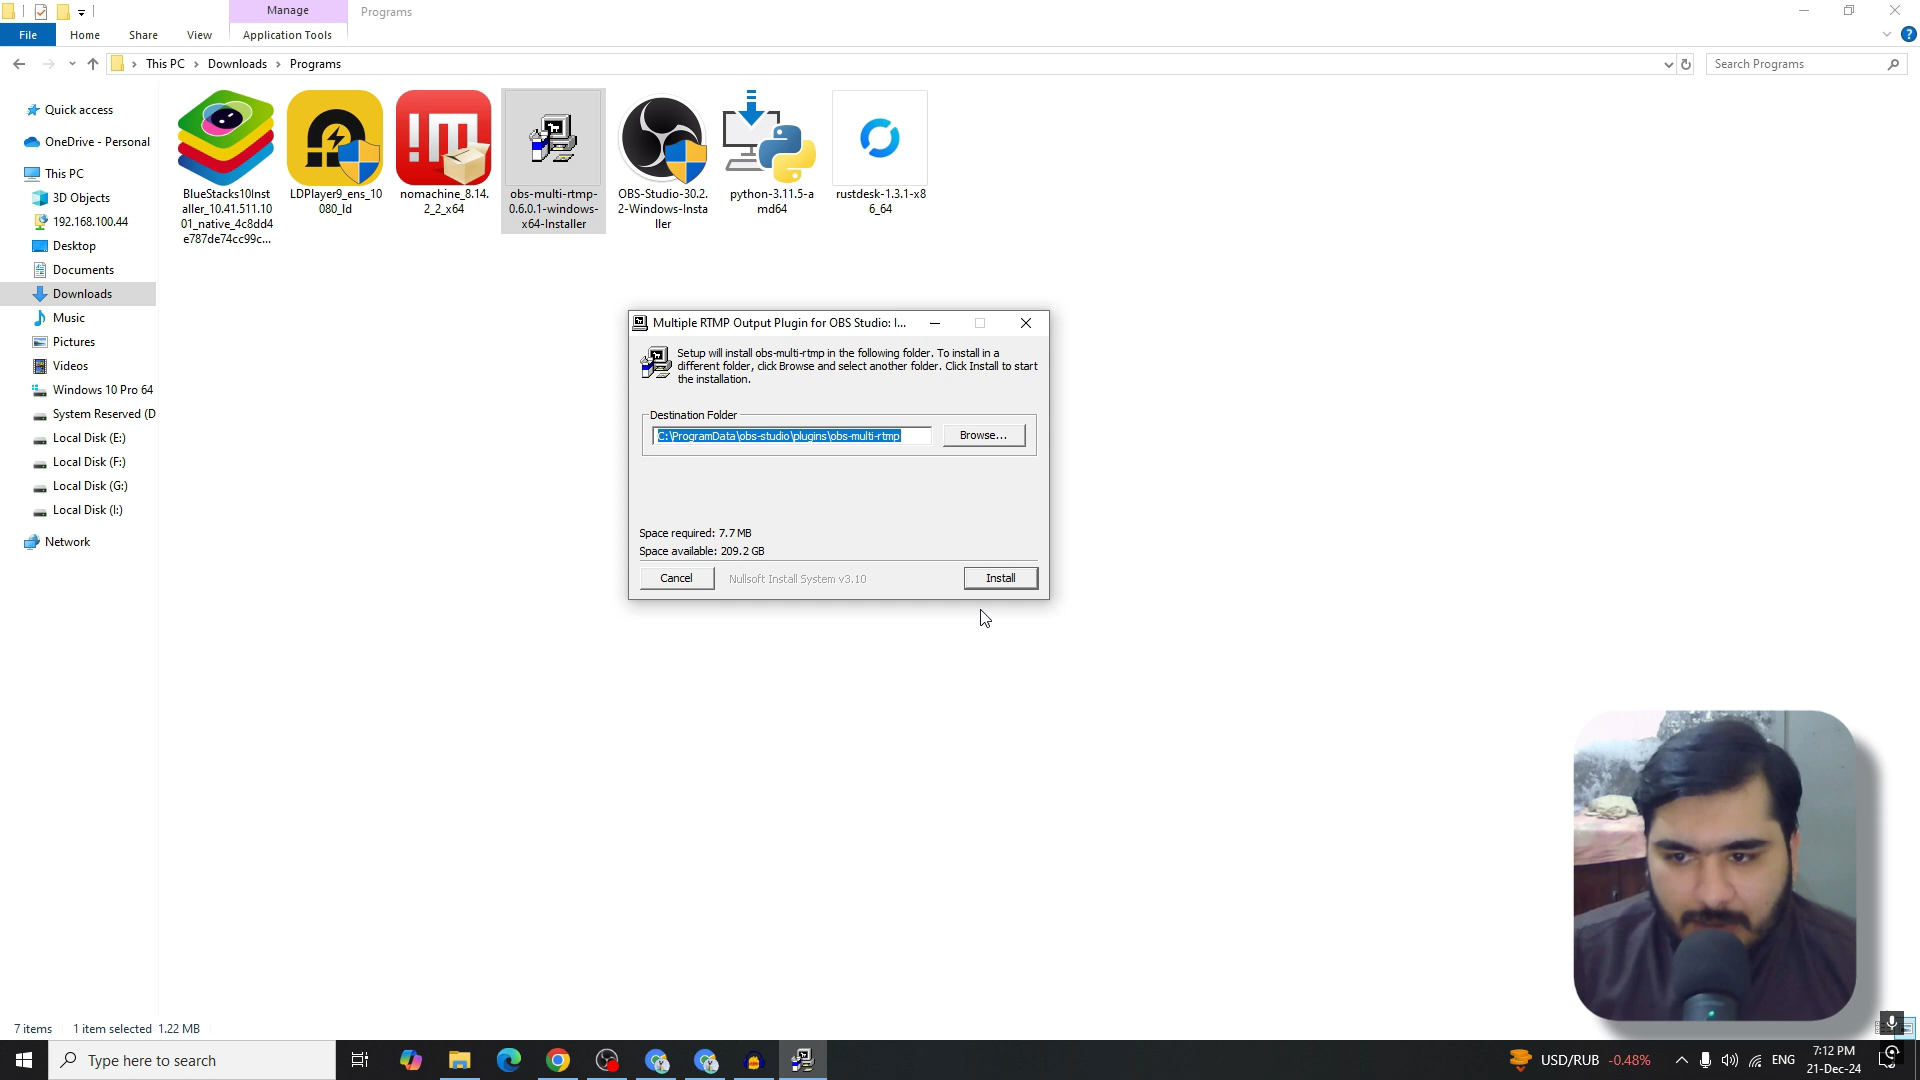 Manage
Programs
File
Home
Share
View
Application Tools
This PC
Downloads
Programs
Search Programs
Quick access
OneDrive - Personal
This PC
3D Objects
192.168.100.44
Desktop
Documents
Downloads
Music
Pictures
Videos
Windows 10 Pro 64
System Reserved (D
Local Disk (E:)
Local Disk (F:)
Local Disk (G:)
Local Disk (I:)
Network
BlueStacks10Inst
aller_10.41.511.10
01_native_4c8dd4
e787de74cc99c...
LDPlayer9_ens_10
080_ld
nomachine_8.14.
2_2_x64
obs-multi-rtmp-
0.6.0.1-windows-
x64-Installer
OBS-Studio-30.2.
2-Windows-Insta
ller
python-3.11.5-a
md64
rustdesk-1.3.1-x8
6_64
Multiple RTMP Output Plugin for OBS Studio: I...
Setup will install obs-multi-rtmp in the following folder. To install in a
different folder, click Browse and select another folder. Click Install to start
the installation.
Destination Folder
C:\ProgramData\obs-studio\plugins\obs-multi-rtmp
Browse...
Space required: 7.7 MB
Space available: 209.2 GB
Cancel
Nullsoft Install System v3.10
Install
7 items
1 item selected 1.22 MB
Type here to search
USD/RUB -0.48%
ENG
7:12 PM
21-Dec-24